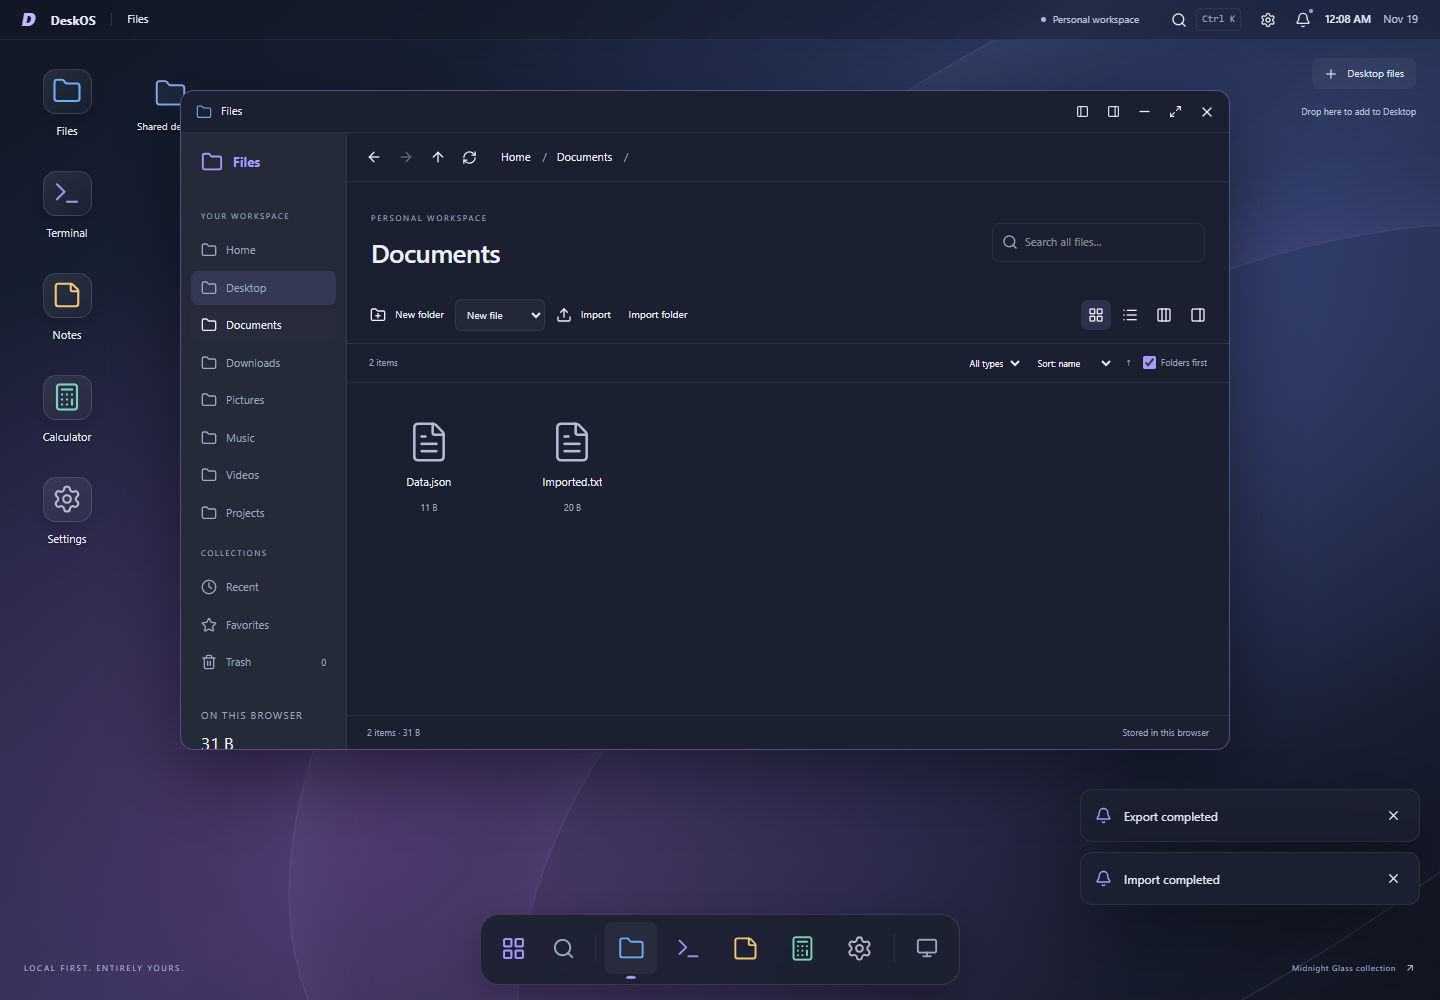 D DeskOS Files
Personal workspace Ctrl K 12:08 AM Nov 19
Desktop files
Drop here to add to Desktop
Files
Terminal
Notes
Calculator
Settings
Shared de
Files
Files
YOUR WORKSPACE
Home
Desktop
Documents
Downloads
Pictures
Music
Videos
Projects
COLLECTIONS
Recent
Favorites
Trash 0
ON THIS BROWSER
31 B
Home / Documents /
PERSONAL WORKSPACE
Documents
Search all files...
New folder New file Import Import folder
2 items All types Sort: name ↑ Folders first
Data.json Imported.txt
11 B 20 B
2 items · 31 B Stored in this browser
Export completed
Import completed
LOCAL FIRST. ENTIRELY YOURS.
Midnight Glass collection